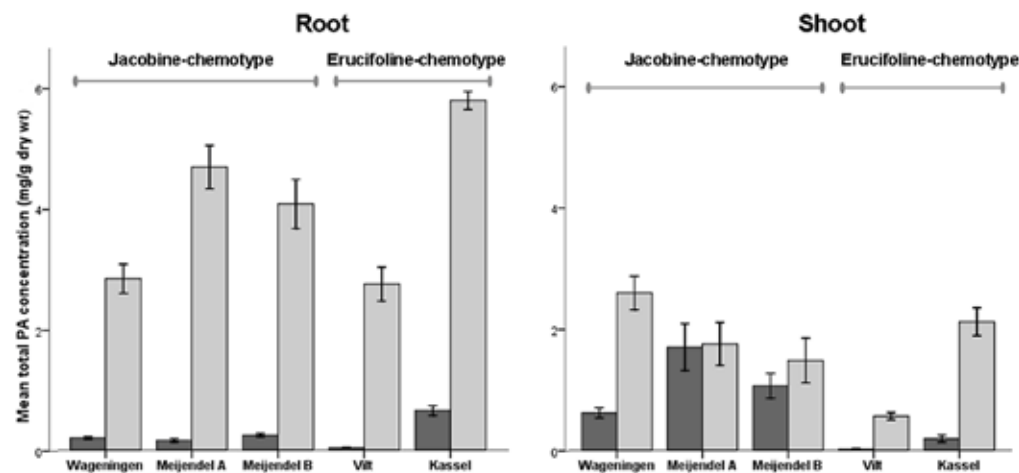 Root
Shoot
Jacobine-chemotype
Erucifoline-chemotype
Jacobine-chemotype
Erucifoline-chemotype
Mean total PA concentration (mg/g dry wt)
6
4
2
0
6
4
2
0
Wageningen
Meijendel A
Meijendel B
Vilt
Kassel
Wageningen
Meijendel A
Meijendel B
Vilt
Kassel